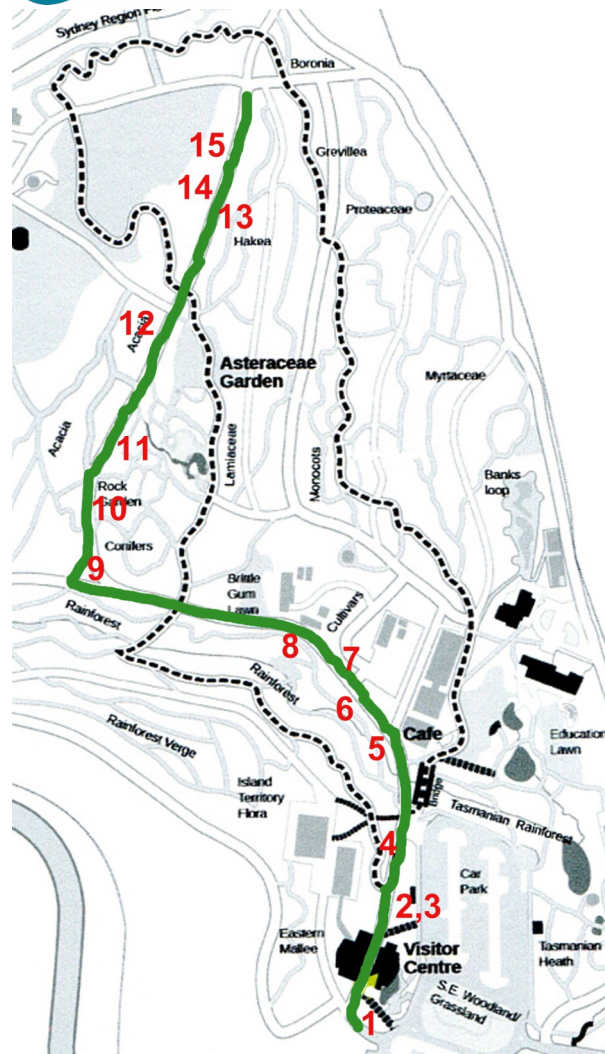 Sydney Region Fl
Boronia
15
Grevillea
14
13
Proteaceae
Hakea
12
Acacia
Asteraceae
Garden
Myrtaceae
Acacia
11
Lamiaceae
Monocots
Banks
loop
Rock
Garden
10
Conifers
9
Brittle
Gum
Lawn
Cultivars
Rainforest
8
7
Rainforest
6
Rainforest Verge
5
Cafe
Education
Lawn
Island
Territory
Flora
Bridge
Tasmanian Rainforest
4
Car
Park
2,3
Eastern
Mallee
Visitor
Centre
Tasmanian
Heath
S.E. Woodland/
Grassland
1